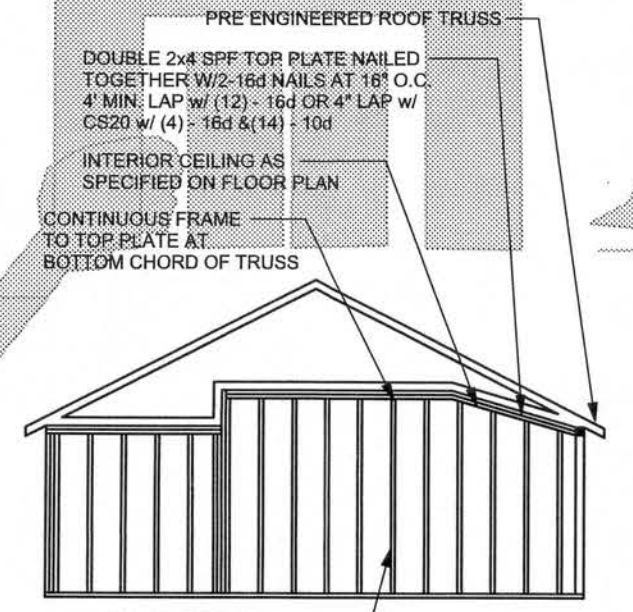 PRE ENGINEERED ROOF TRUSS
DOUBLE 2x4 SPF TOP PLATE NAILED
TOGETHER W/2-16d NAILS AT 16" O.C.
4' MIN. LAP w/ (12) - 16d OR 4" LAP w/
CS20 w/ (4) - 16d &(14) - 10d
INTERIOR CEILING AS
SPECIFIED ON FLOOR PLAN
CONTINUOUS FRAME
TO TOP PLATE AT
BOTTOM CHORD OF TRUSS